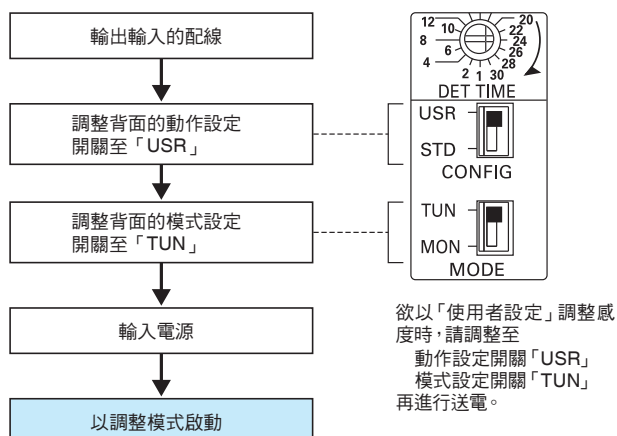 輸出輸入的配線
調整背面的動作設定
開關至「USR」
調整背面的模式設定
開關至「TUN」
輸入電源
以調整模式啟動
12
10
8
6
4
2
1
30
28
26
24
22
20
DET TIME
USR
STD
CONFIG
TUN
MON
MODE
欲以「使用者設定」調整感
度時，請調整至
動作設定開關「USR」
模式設定開關「TUN」
再進行送電。